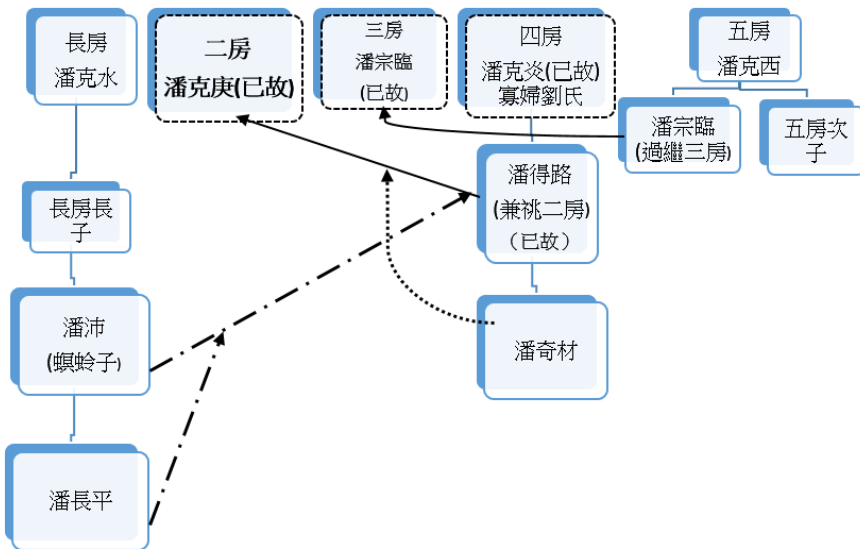 長房
潘克水
二房
潘克庚(已故)
三房
潘宗臨
(已故)
四房
潘克炎(已故)
寡婦劉氏
五房
潘克西
潘宗臨
(過繼三房)
五房次
子
潘得路
(兼祧二房)
（已故）
長房長
子
潘沛
(螟蛉子)
潘奇材
潘長平